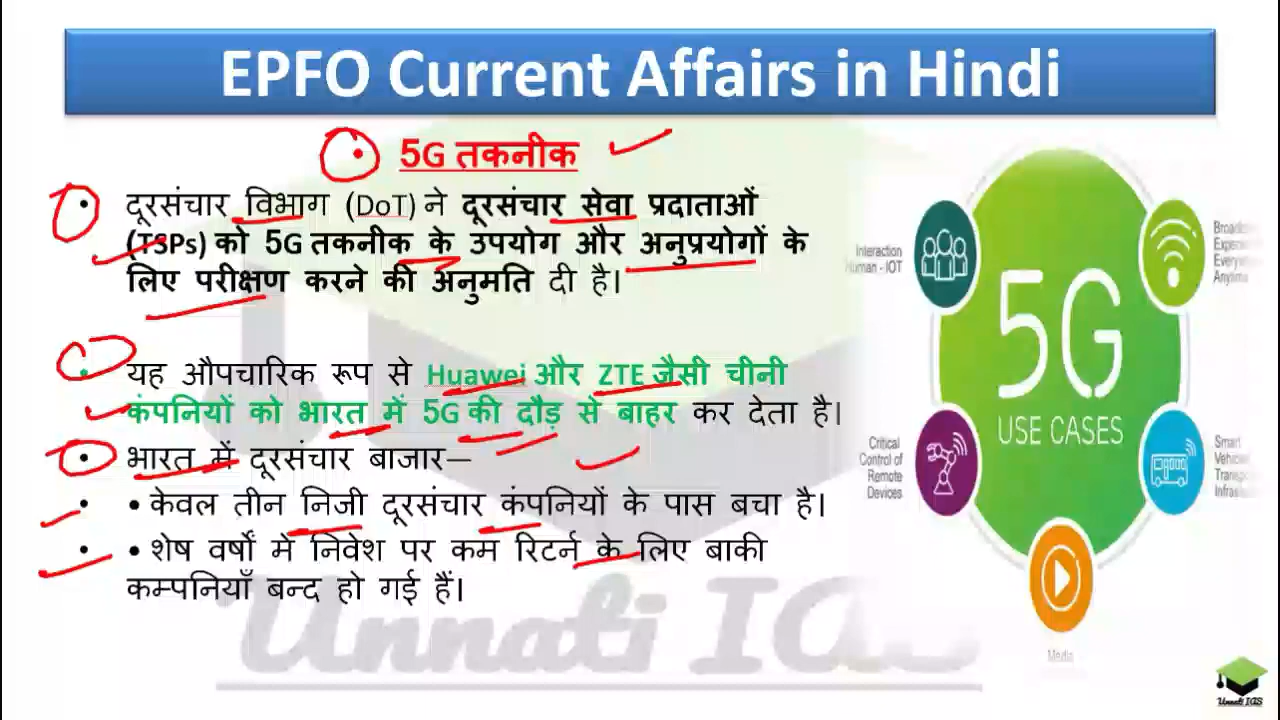 EPFO Current Affairs in Hindi
• 5G तकनीक
• दूरसंचार विभाग (DoT) ने दूरसंचार सेवा प्रदाताओं
(TSPs) को 5G तकनीक के उपयोग और अनुप्रयोगों के
लिए परीक्षण करने की अनुमति दी है।
• यह औपचारिक रूप से Huawei और ZTE जैसी चीनी
कंपनियों को भारत में 5G की दौड़ से बाहर कर देता है।
• भारत में दूरसंचार बाजार—
• • केवल तीन निजी दूरसंचार कंपनियों के पास बचा है।
• • शेष वर्षों में निवेश पर कम रिटर्न के लिए बाकी
कम्पनियाँ बन्द हो गई हैं।
Interaction
Human - IOT
5G
USE CASES
Critical
Control of
Remote
Devices
Smart
Media
Unnati IAS
Unnati IAS